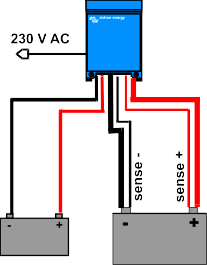 victron energy
230 V AC
sense -
sense +
- +
- +